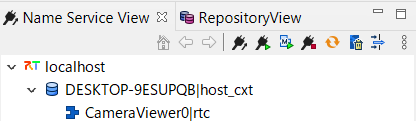 Name Service View RepositoryView
localhost
DESKTOP-9ESUPQB|host_cxt
CameraViewer0|rtc